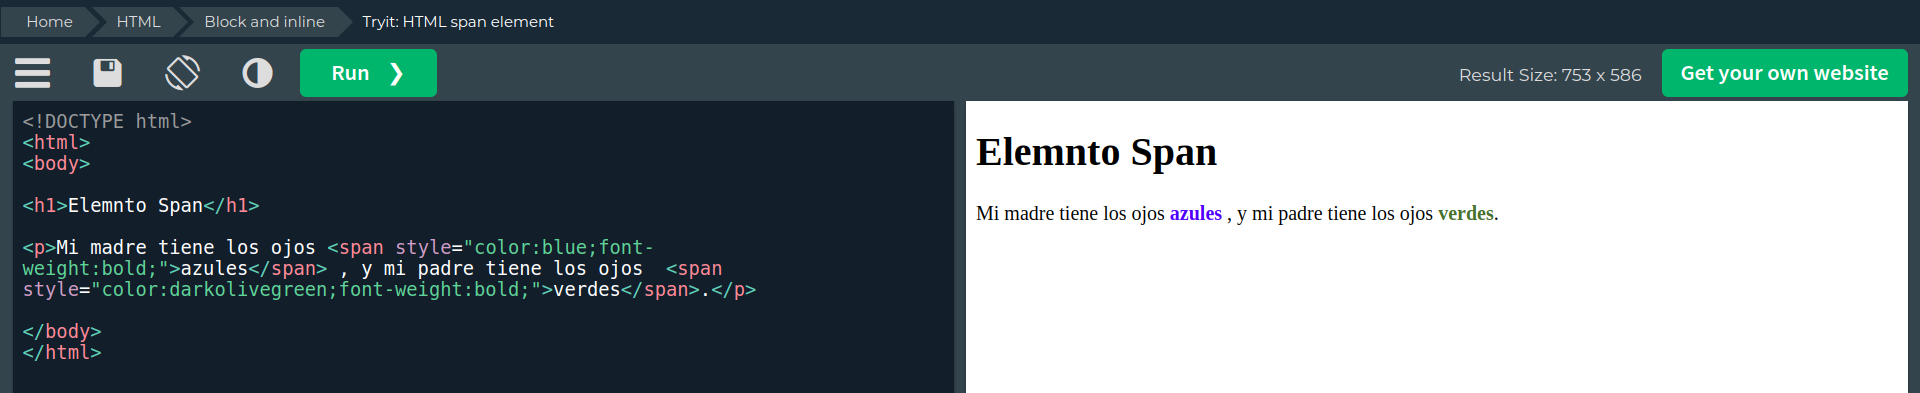 Home HTML Block and inline Tryit: HTML span element
Run ❯ Result Size: 753 x 586 Get your own website
<!DOCTYPE html>
<html>
<body>
<h1>Elemnto Span</h1>
<p>Mi madre tiene los ojos <span style="color:blue;font-
weight:bold;">azules</span> , y mi padre tiene los ojos  <span
style="color:darkolivegreen;font-weight:bold;">verdes</span>.</p>
</body>
</html>
Elemnto Span
Mi madre tiene los ojos azules , y mi padre tiene los ojos verdes.